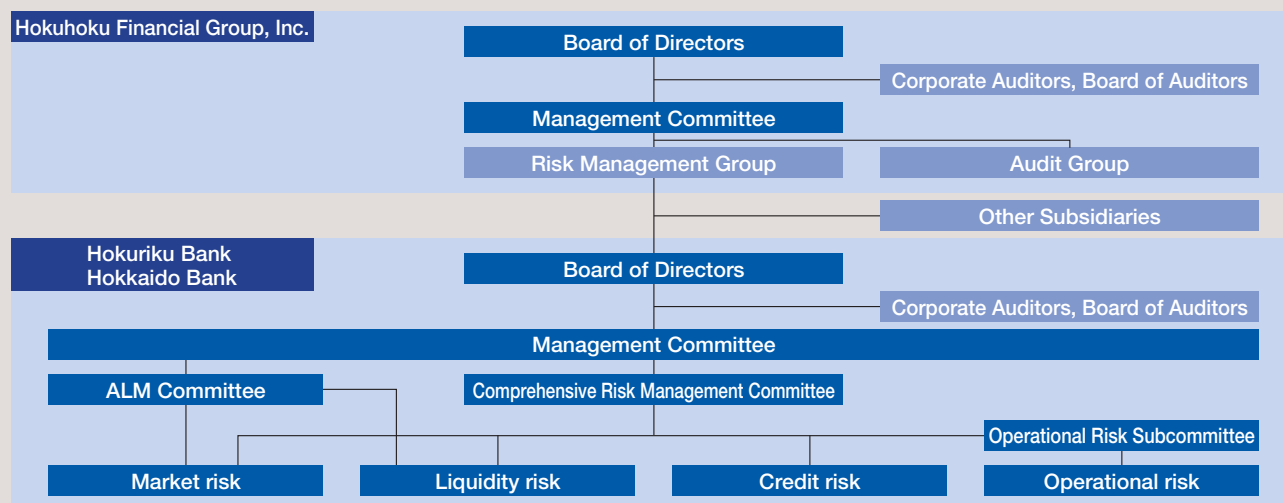 Hokuhoku Financial Group, Inc.
Board of Directors
Corporate Auditors, Board of Auditors
Management Committee
Risk Management Group
Audit Group
Other Subsidiaries
Hokuriku Bank
Hokkaido Bank
Board of Directors
Corporate Auditors, Board of Auditors
Management Committee
ALM Committee
Comprehensive Risk Management Committee
Operational Risk Subcommittee
Market risk
Liquidity risk
Credit risk
Operational risk